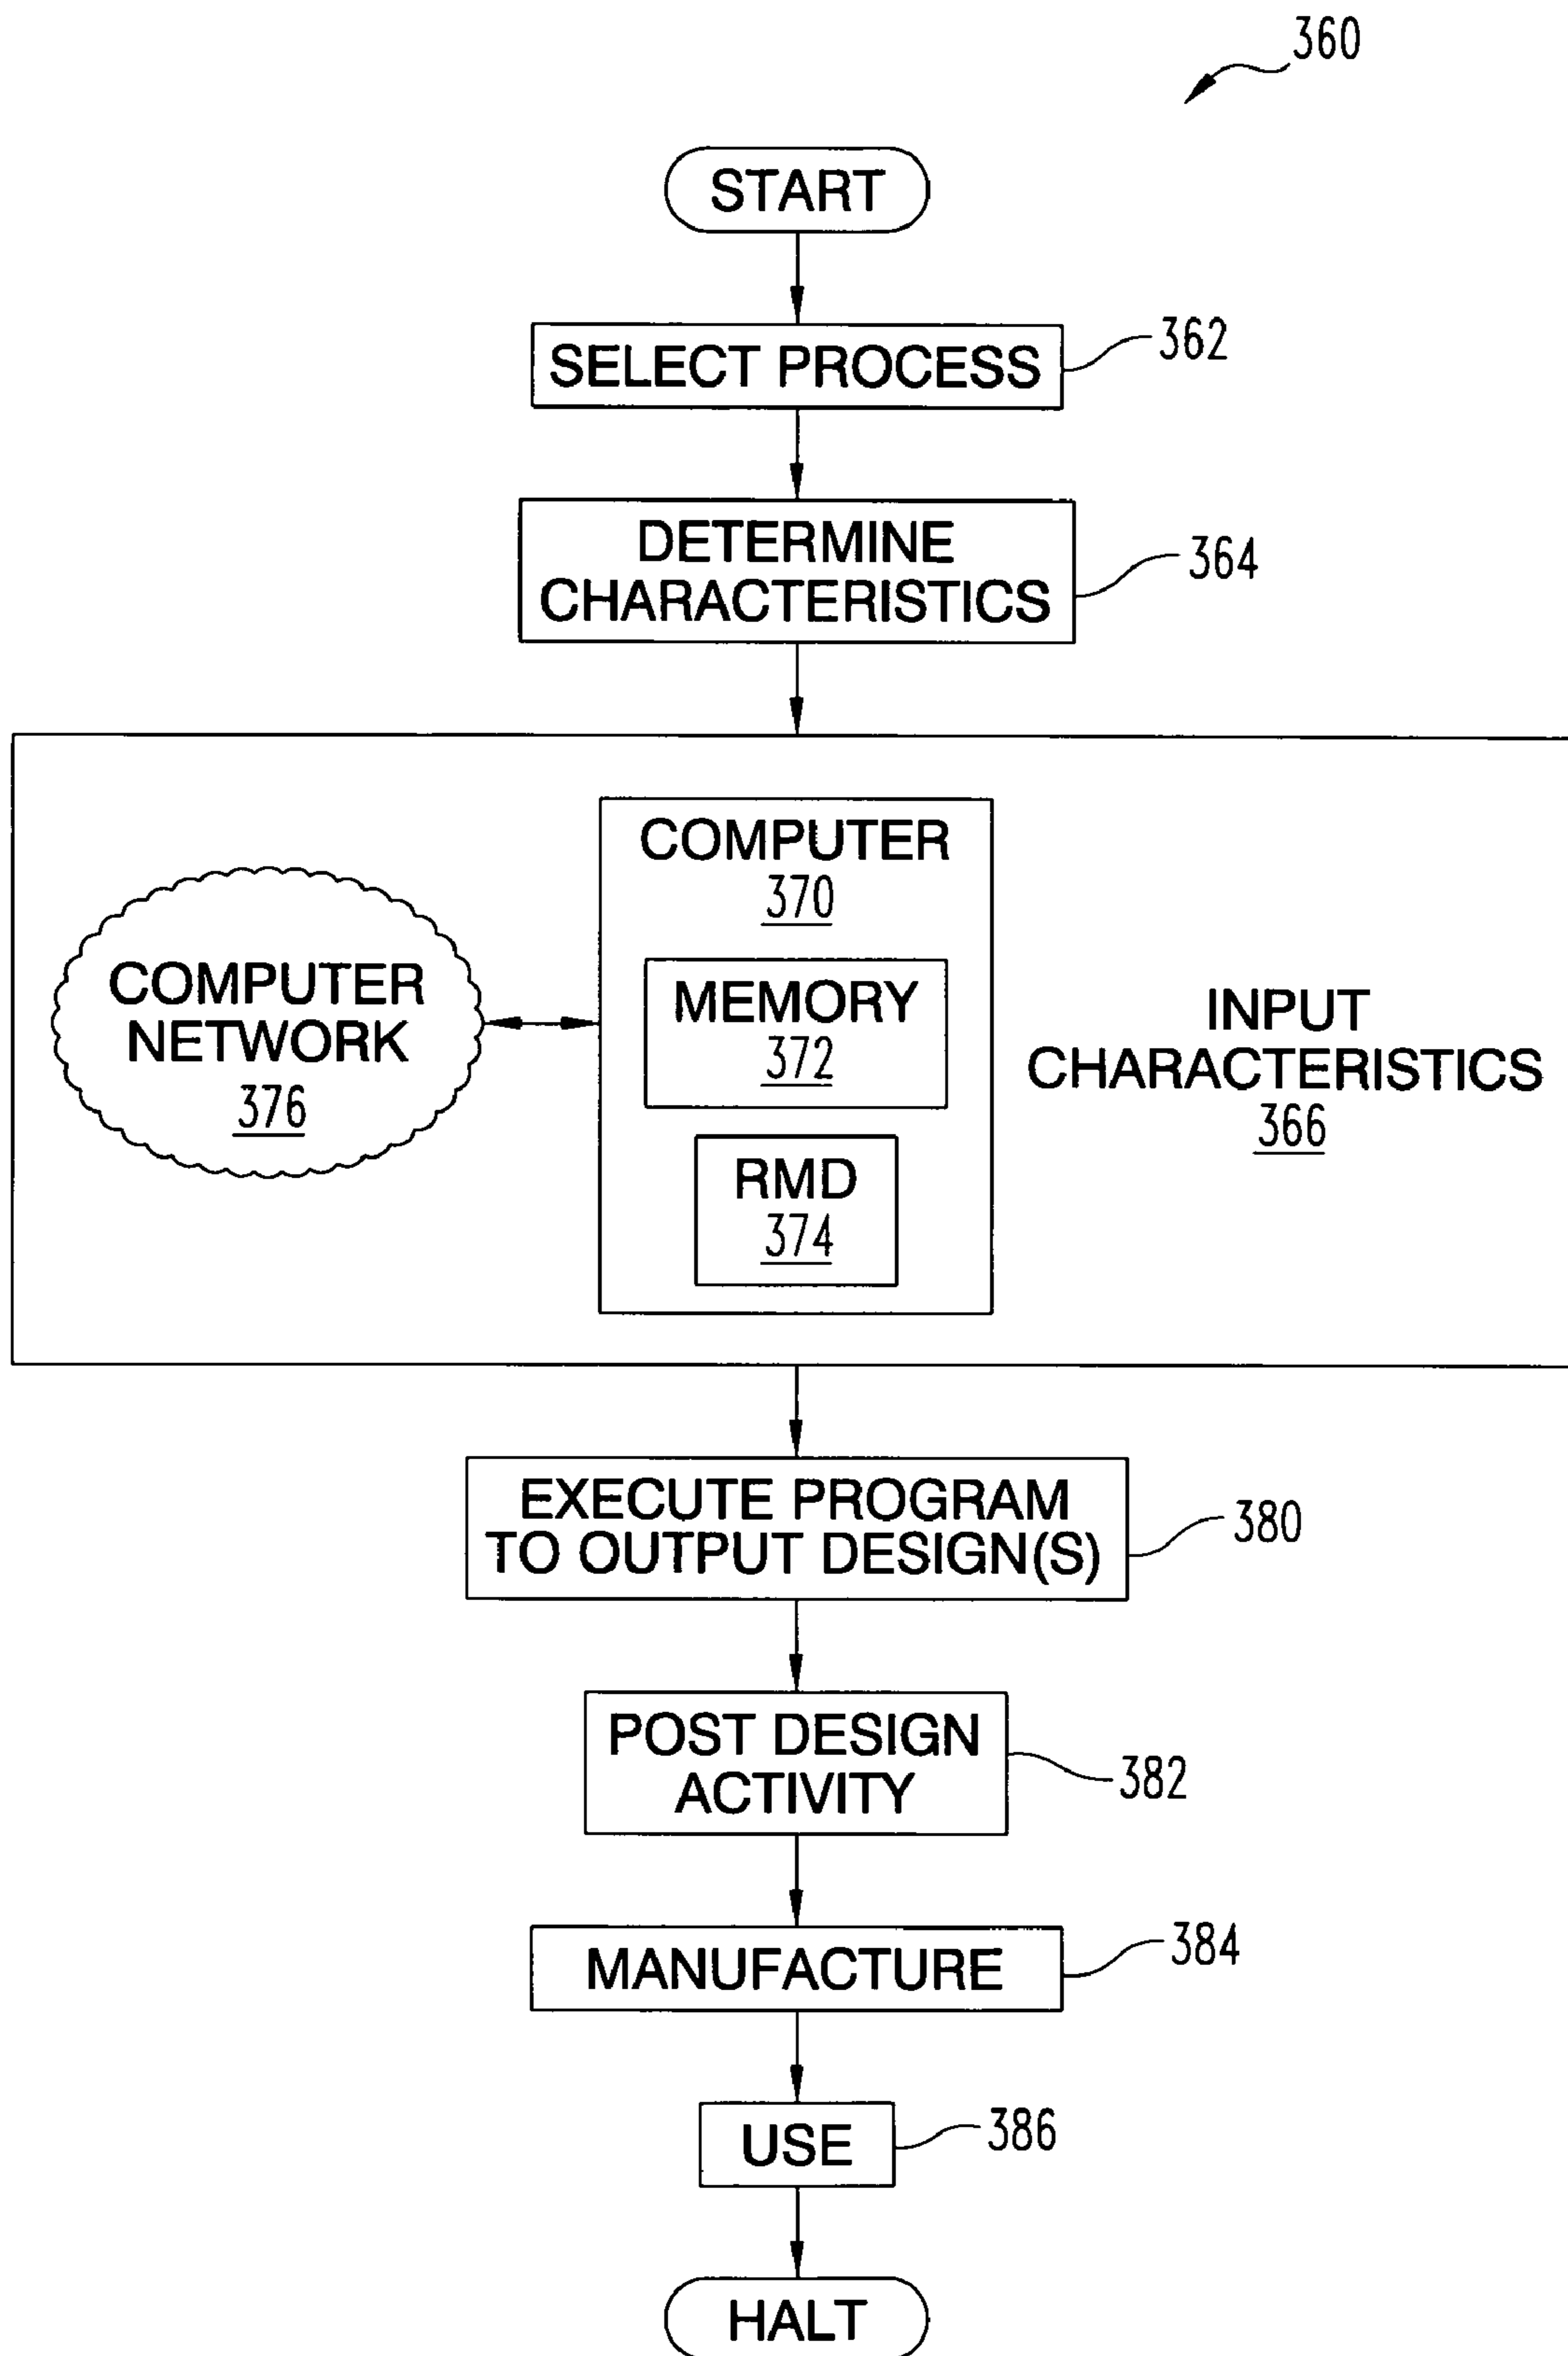 360
START
SELECT PROCESS
362
DETERMINE
CHARACTERISTICS
364
COMPUTER
370
MEMORY
372
RMD
374
COMPUTER
NETWORK
376
INPUT
CHARACTERISTICS
366
EXECUTE PROGRAM
TO OUTPUT DESIGN(S)
380
POST DESIGN
ACTIVITY
382
MANUFACTURE
384
USE
386
HALT